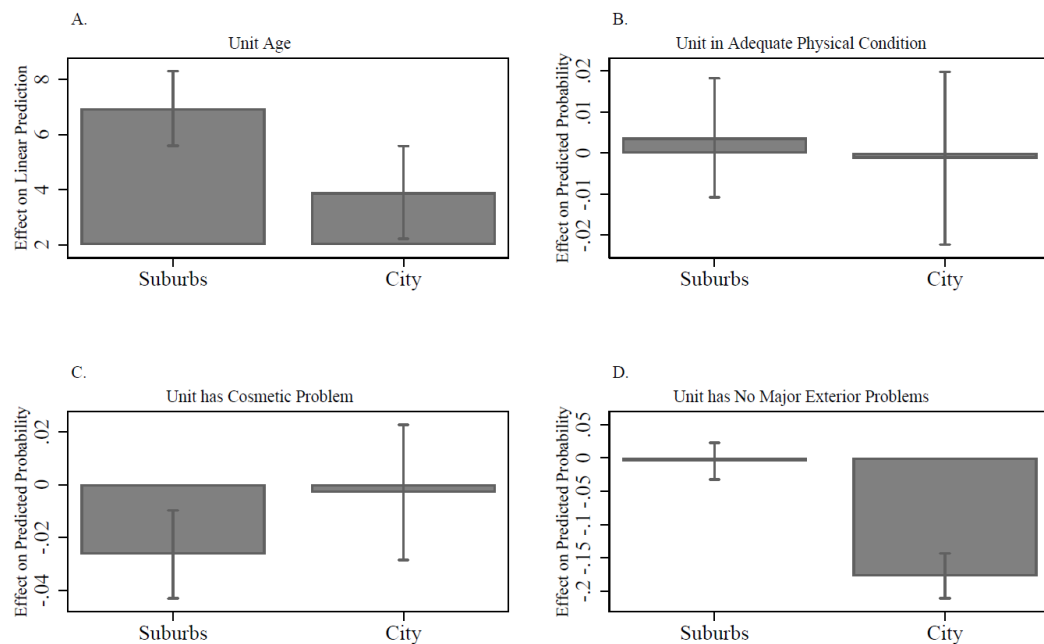 A.
Unit Age
Effect on Linear Prediction
8
6
4
2
Suburbs City
B.
Unit in Adequate Physical Condition
Effect on Predicted Probability
.02
.01
0
-.01
-.02
Suburbs City
C.
Unit has Cosmetic Problem
Effect on Predicted Probability
.02
0
-.02
-.04
Suburbs City
D.
Unit has No Major Exterior Problems
Effect on Predicted Probability
.05
0
-.05
-.1
-.15
-.2
Suburbs City